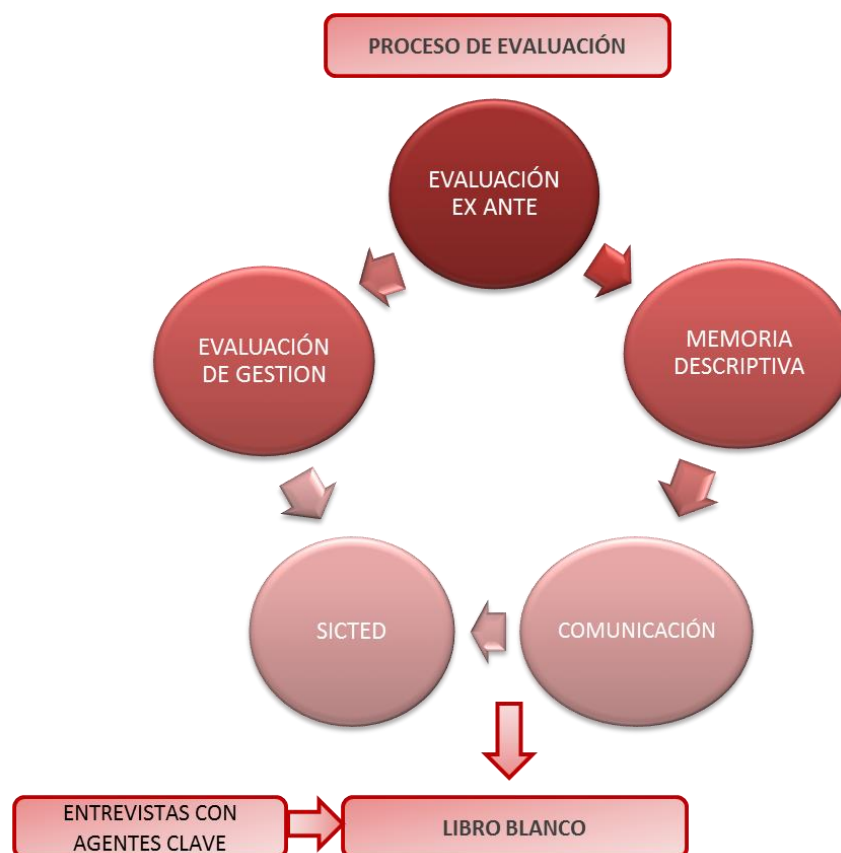 PROCESO DE EVALUACIÓN
EVALUACIÓN
EX ANTE
EVALUACIÓN
DE GESTION
MEMORIA
DESCRIPTIVA
SICTED
COMUNICACIÓN
ENTREVISTAS CON
AGENTES CLAVE
LIBRO BLANCO